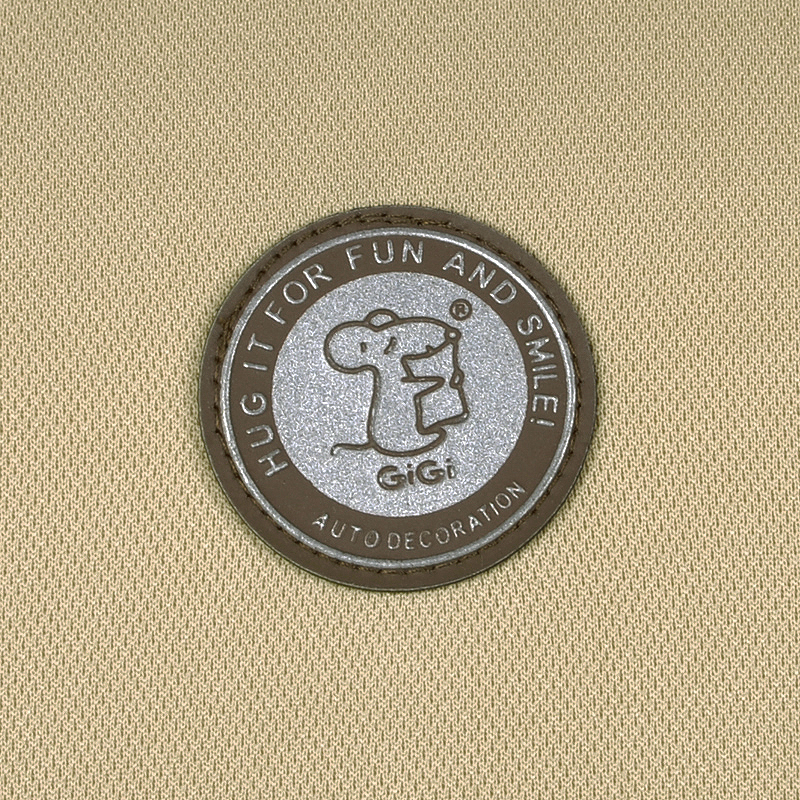 HUG IT FOR FUN AND SMILE!
®
GiGi
AUTO DECORATION